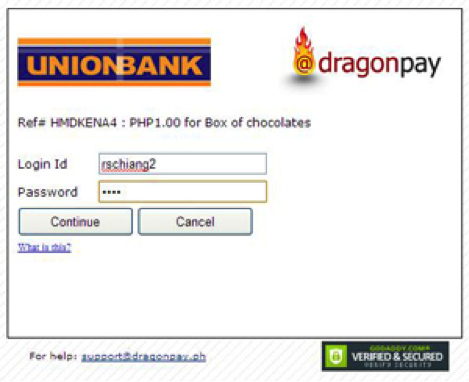 UNIONBANK
@dragonpay
Ref# HMDKENA4 : PHP1.00 for Box of chocolates
Login Id rschiang2
Password ••••
Continue Cancel
What is this?
For help: support@dragonpay.ph
GODADDY.COM®
VERIFIED & SECURED
VERIFY SECURITY